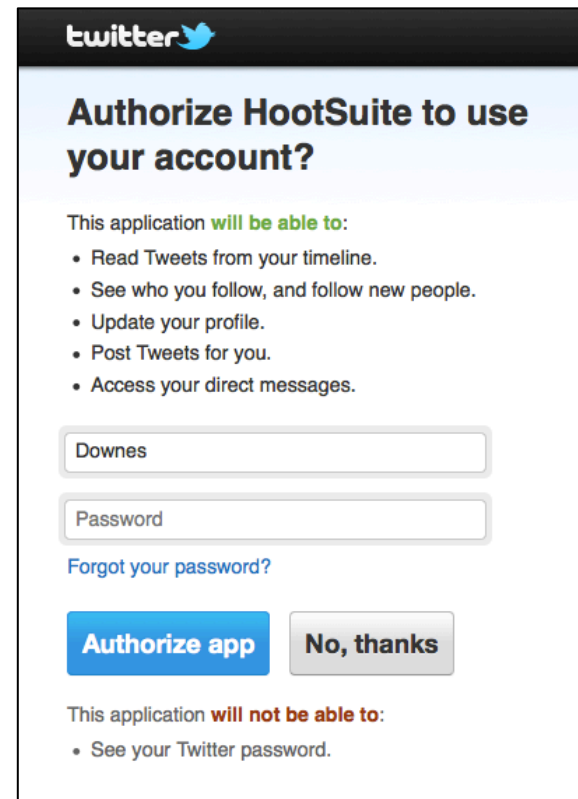 twitter
Authorize HootSuite to use
your account?
This application will be able to:
• Read Tweets from your timeline.
• See who you follow, and follow new people.
• Update your profile.
• Post Tweets for you.
• Access your direct messages.
Downes
Password
Forgot your password?
Authorize app No, thanks
This application will not be able to:
• See your Twitter password.